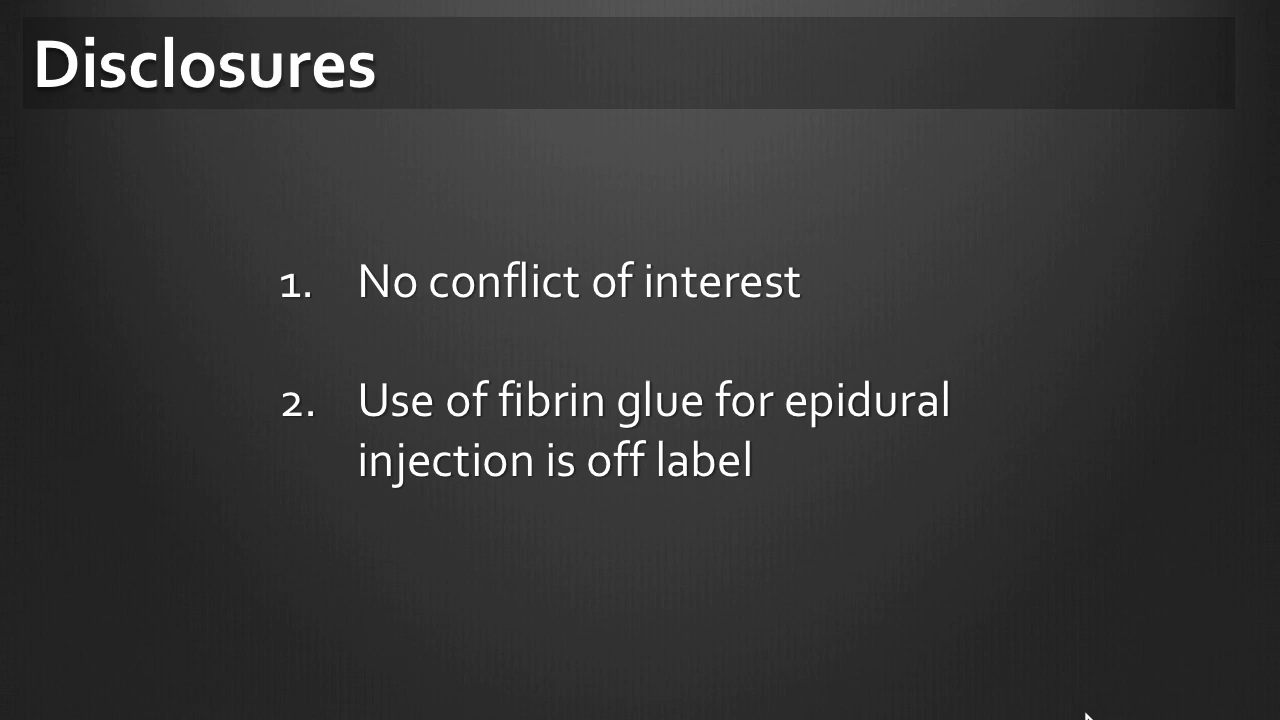 Disclosures
1. No conflict of interest
2. Use of fibrin glue for epidural
injection is off label